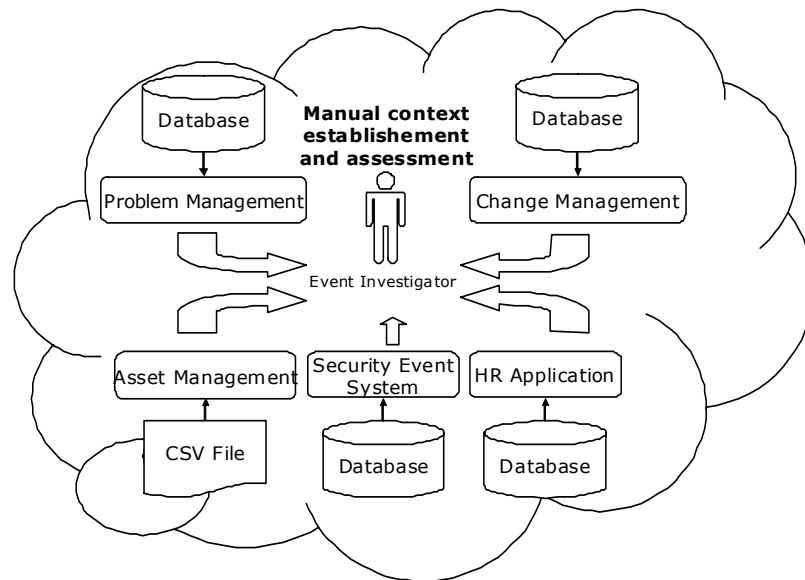 Database
Manual context
establishement
and assessment
Database
Problem Management
Change Management
Event Investigator
Asset Management
Security Event
System
HR Application
CSV File
Database
Database